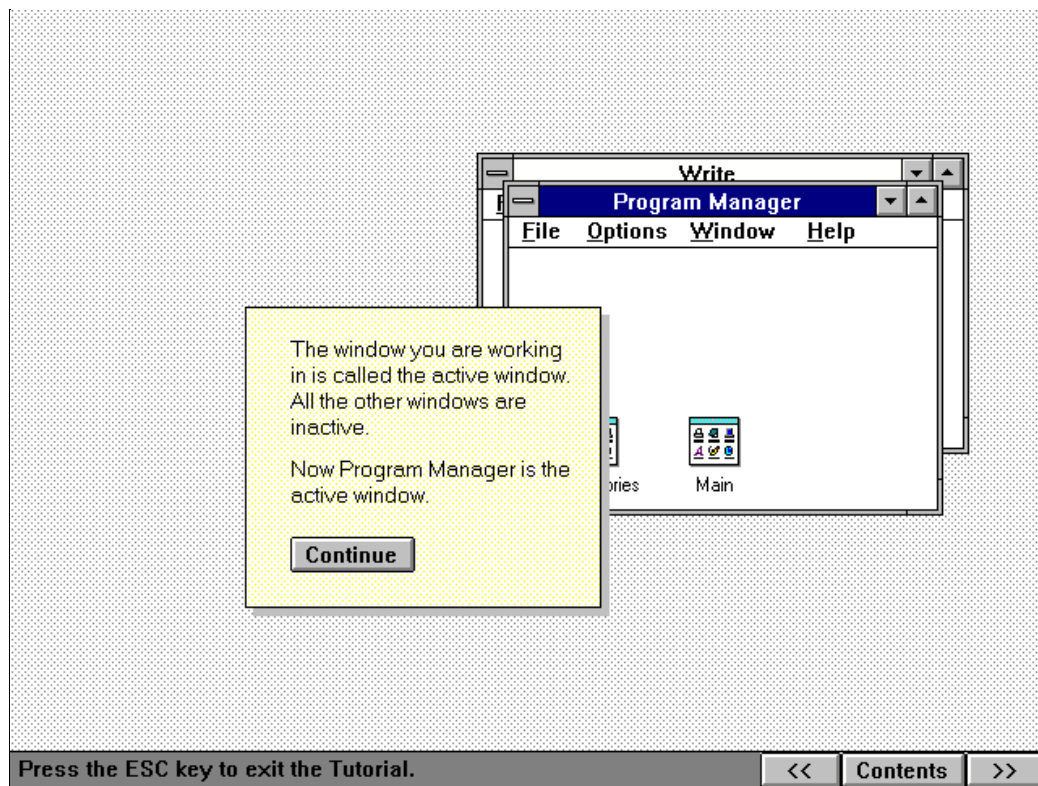 Write
Program Manager
File Options Window Help
The window you are working
in is called the active window.
All the other windows are
inactive.
Now Program Manager is the
active window.
Continue
Main
Press the ESC key to exit the Tutorial.
<< Contents >>